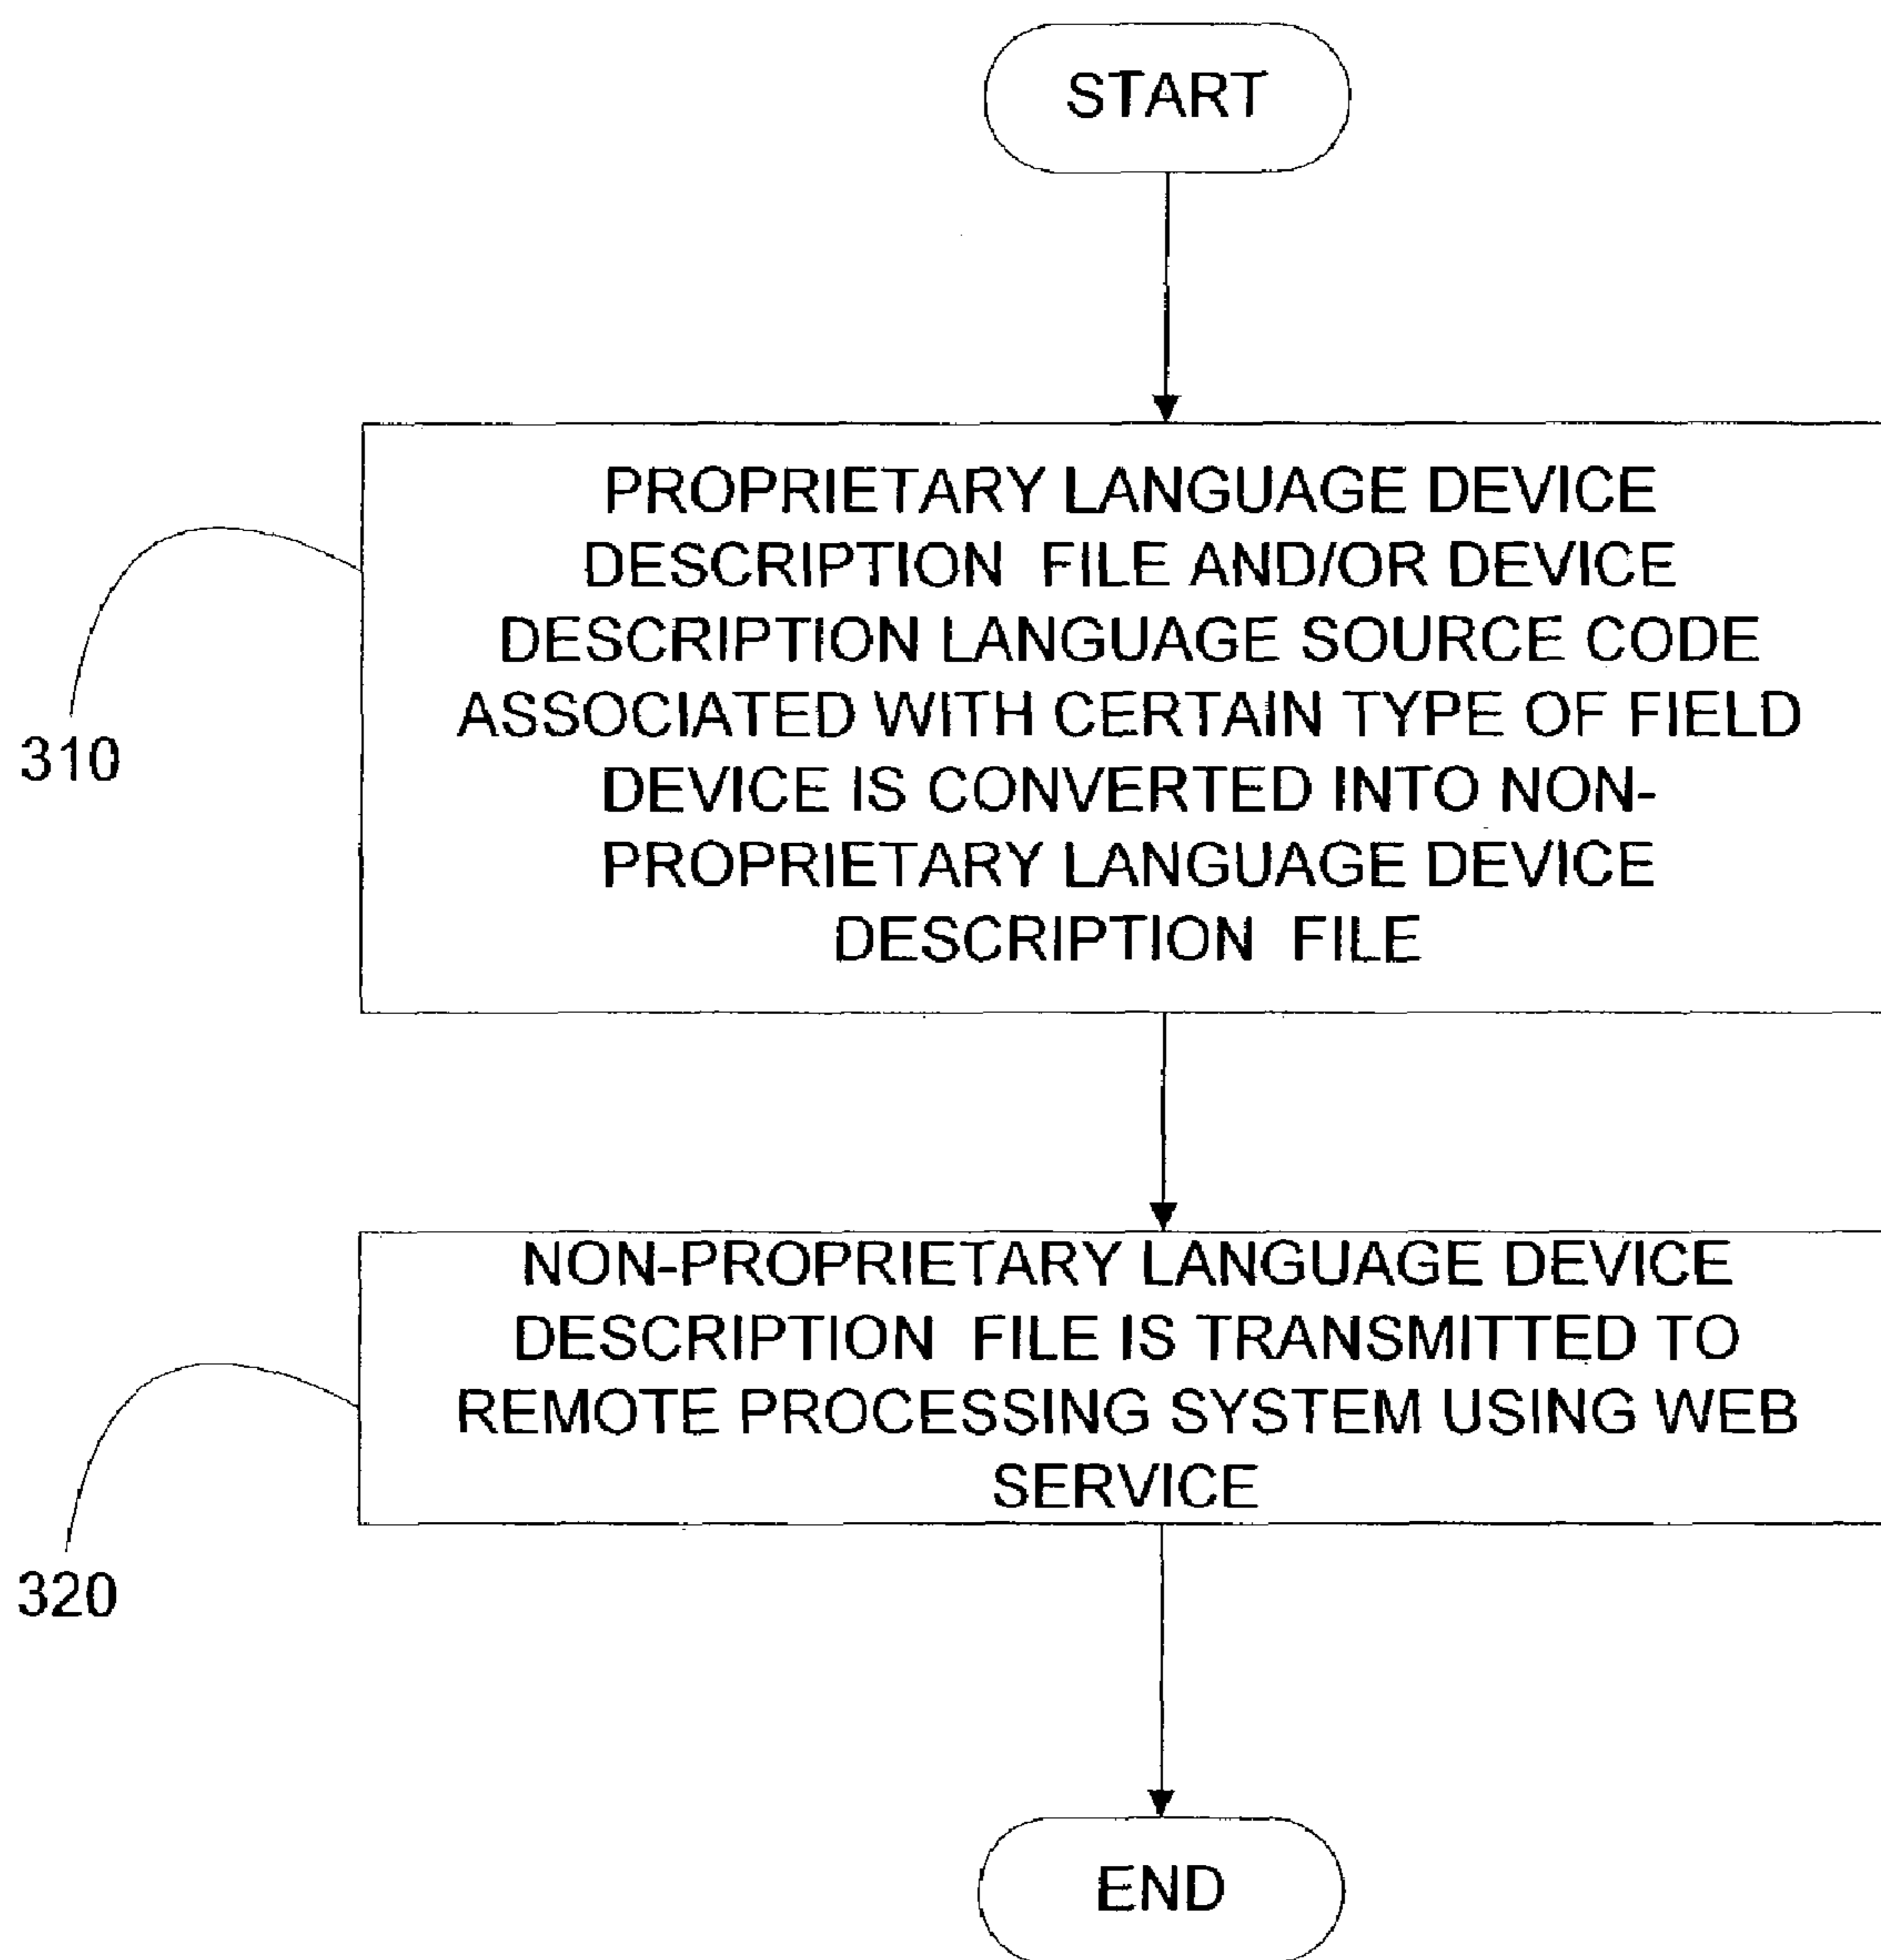 START
PROPRIETARY LANGUAGE DEVICE
DESCRIPTION FILE AND/OR DEVICE
DESCRIPTION LANGUAGE SOURCE CODE
ASSOCIATED WITH CERTAIN TYPE OF FIELD
DEVICE IS CONVERTED INTO NON-
PROPRIETARY LANGUAGE DEVICE
DESCRIPTION FILE
310
NON-PROPRIETARY LANGUAGE DEVICE
DESCRIPTION FILE IS TRANSMITTED TO
REMOTE PROCESSING SYSTEM USING WEB
SERVICE
320
END